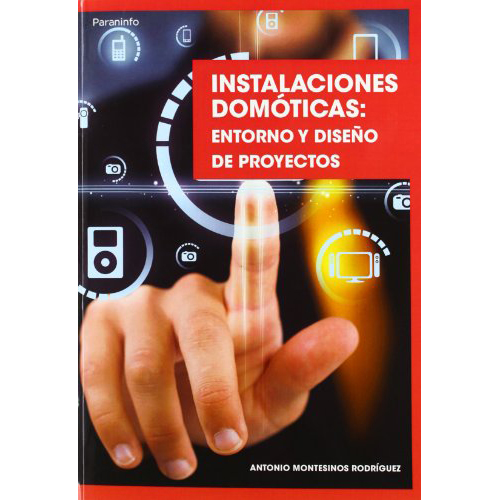 Paraninfo
INSTALACIONES
DOMÓTICAS:
ENTORNO Y DISEÑO
DE PROYECTOS
ANTONIO MONTESINOS RODRÍGUEZ